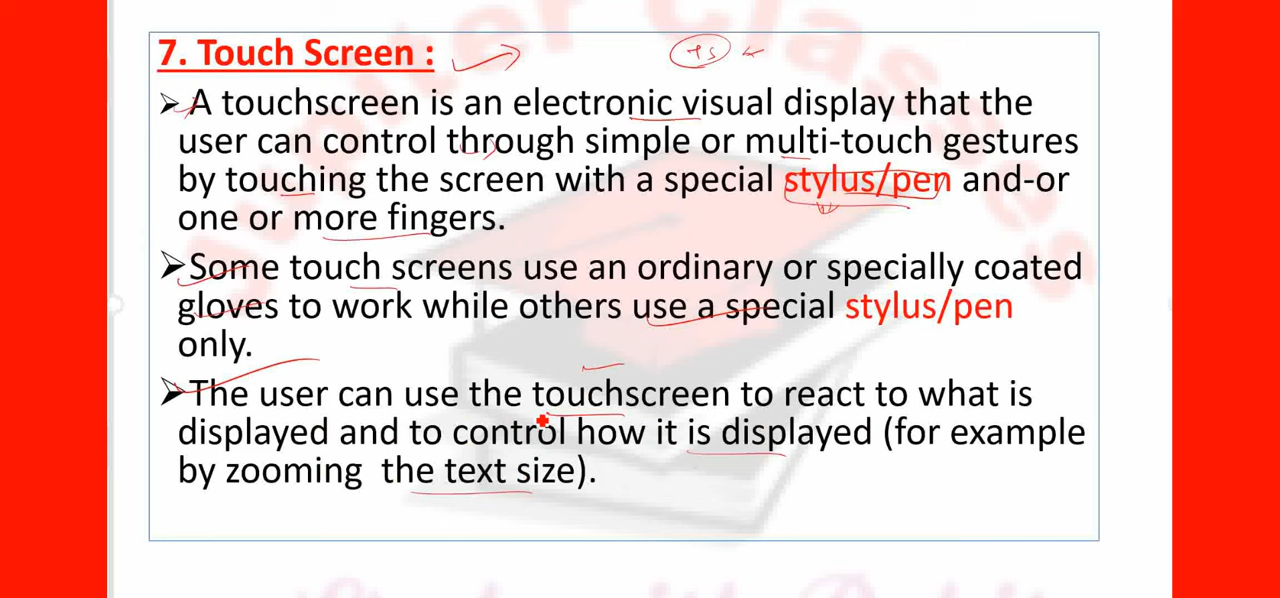 7. Touch Screen :
TS
➤ A touchscreen is an electronic visual display that the
user can control through simple or multi-touch gestures
by touching the screen with a special stylus/pen and-or
one or more fingers.
➤Some touch screens use an ordinary or specially coated
gloves to work while others use a special stylus/pen
only.
➤The user can use the touchscreen to react to what is
displayed and to control how it is displayed (for example
by zooming the text size).